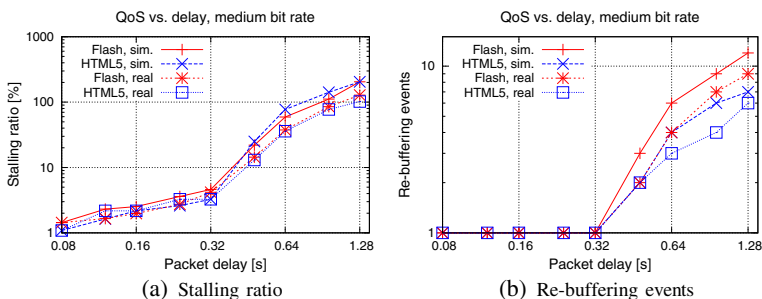 QoS vs. delay, medium bit rate
1000
100
10
1
Stalling ratio [%]
Flash, sim.
HTML5, sim.
Flash, real
HTML5, real
0.08 0.16 0.32 0.64 1.28
Packet delay [s]
(a) Stalling ratio
QoS vs. delay, medium bit rate
10
1
Re-buffering events
Flash, sim.
HTML5, sim.
Flash, real
HTML5, real
0.08 0.16 0.32 0.64 1.28
Packet delay [s]
(b) Re-buffering events